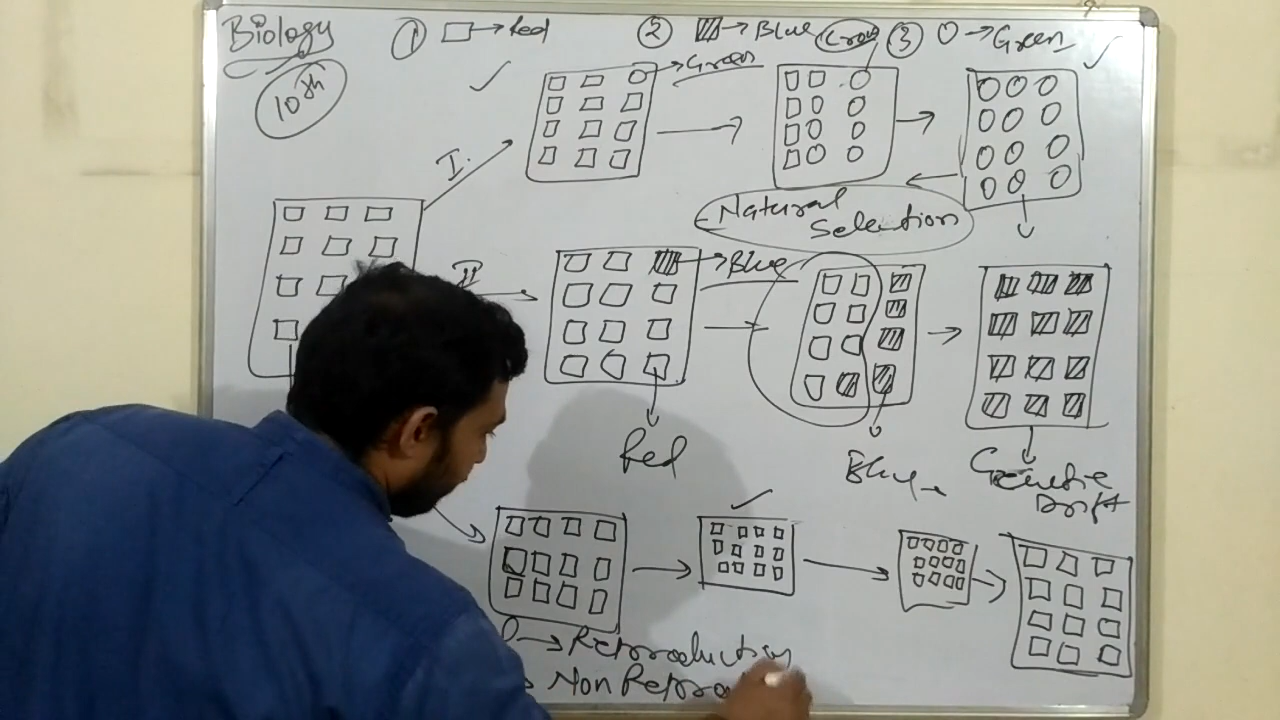 Biology
10th
① □ → Red
② → Blue
Crow
③ O → Green
→ Green
I.
Natural
Selection
II
→ Blue
Red
Blue
Genetic
Drift
→ Reproduction
Non Repro